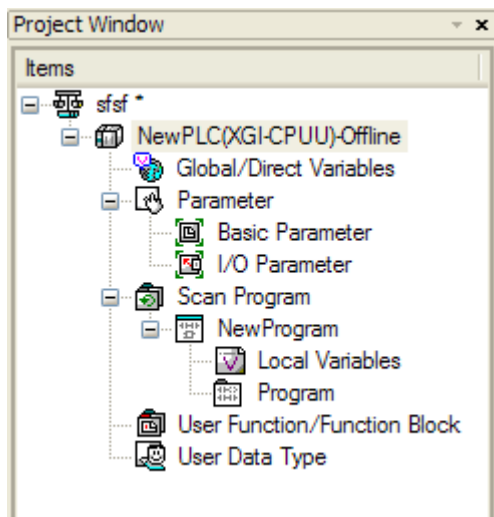 Project Window
Items
sfsf *
NewPLC(XGI-CPUU)-Offline
Global/Direct Variables
Parameter
Basic Parameter
I/O Parameter
Scan Program
NewProgram
Local Variables
Program
User Function/Function Block
User Data Type